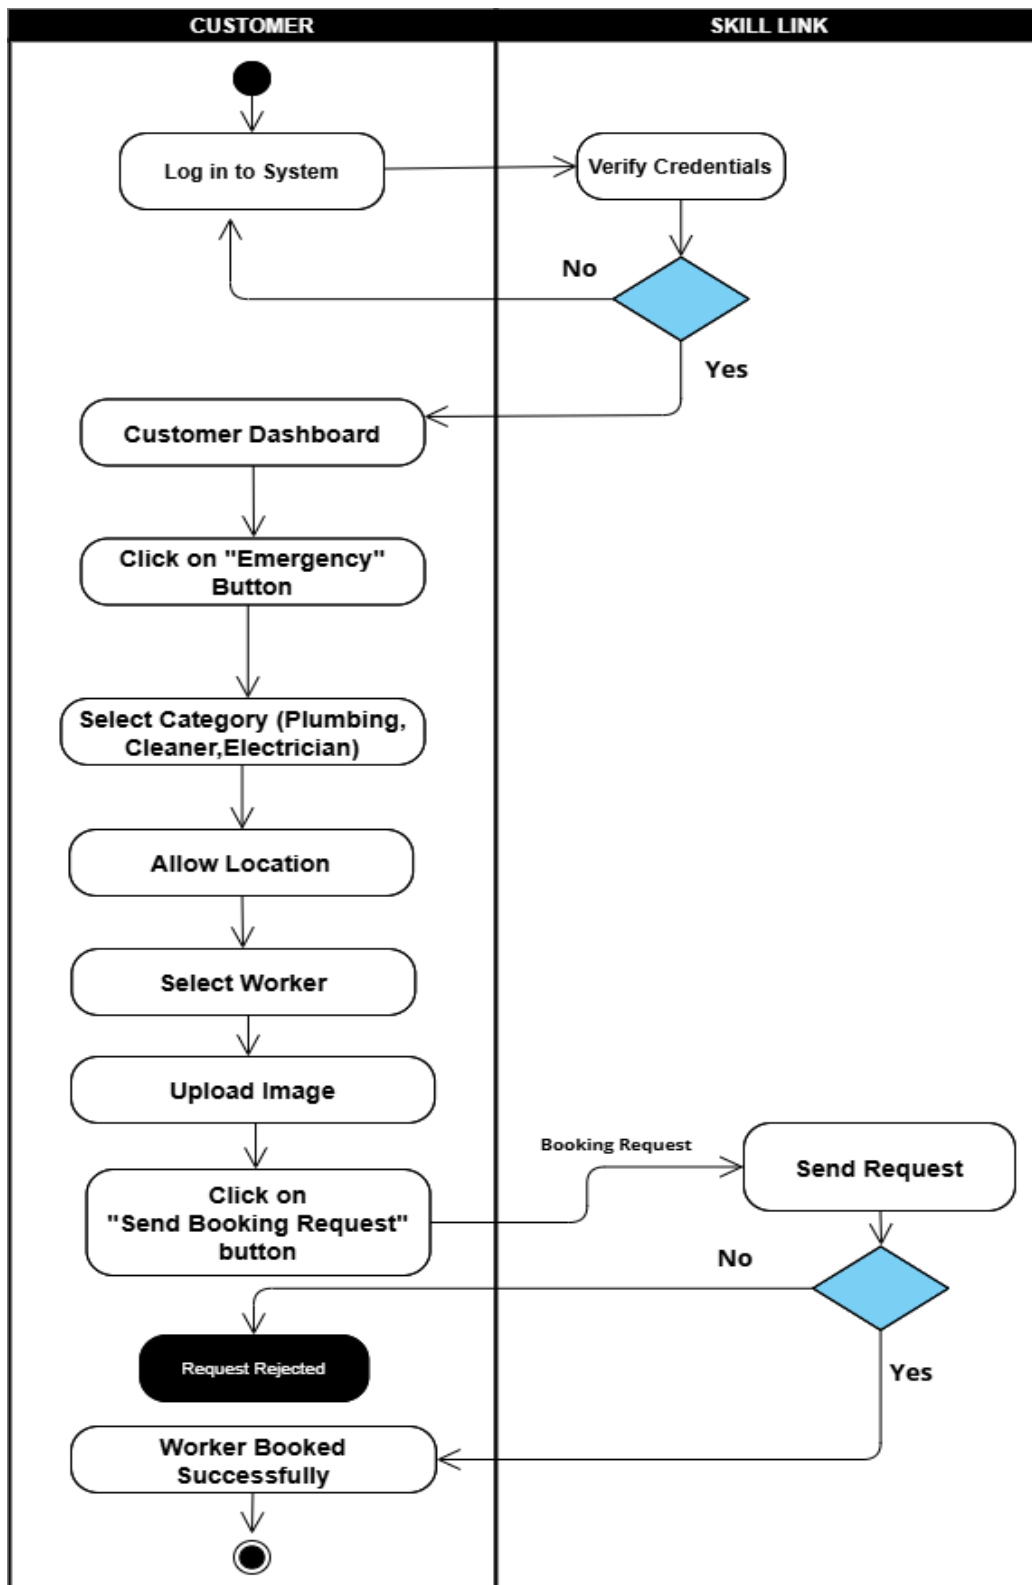 CUSTOMER
SKILL LINK
Log in to System
Verify Credentials
No
Yes
Customer Dashboard
Click on "Emergency"
Button
Select Category (Plumbing,
Cleaner,Electrician)
Allow Location
Select Worker
Upload Image
Booking Request
Send Request
Click on
"Send Booking Request"
button
No
Request Rejected
Yes
Worker Booked
Successfully